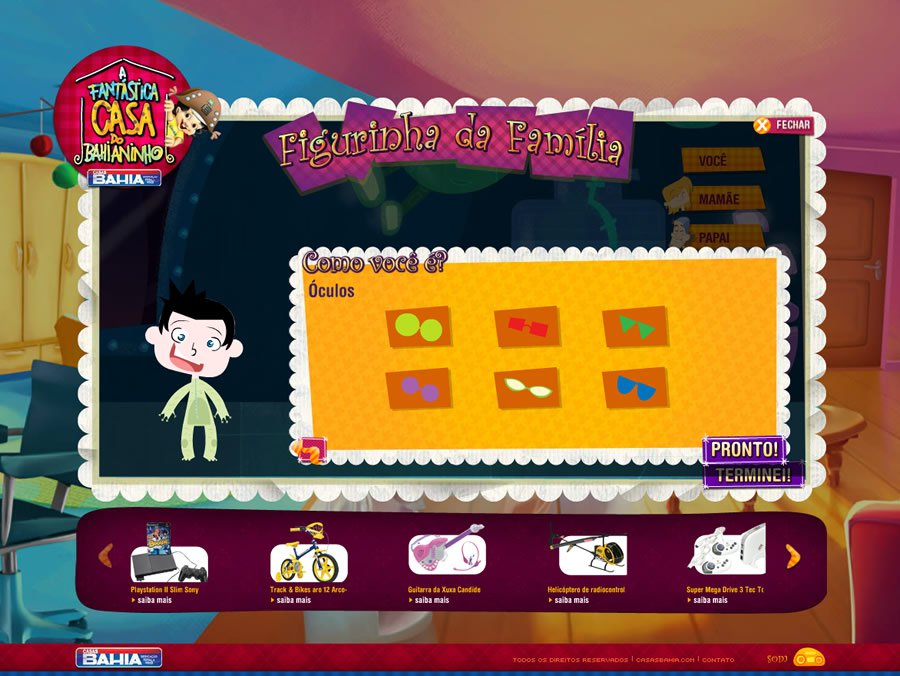 A
FANTÁSTICA
CASA
DO
BAHIANINHO
CASAS
BAHIA
Figurinha da Família
FECHAR
VOCÊ
MAMÃE
PAPAI
Como você é?
Óculos
PRONTO!
TERMINEI!
Playstation II Slim Sony
saiba mais
Track & Bikes aro 12 Arco-
saiba mais
Guitarra da Xuxa Candide
saiba mais
Helicóptero de radiocontrol
saiba mais
Super Mega Drive 3 Tec To
saiba mais
CASAS
BAHIA
TODOS OS DIREITOS RESERVADOS | CASASBAHIA.COM | CONTATO
som